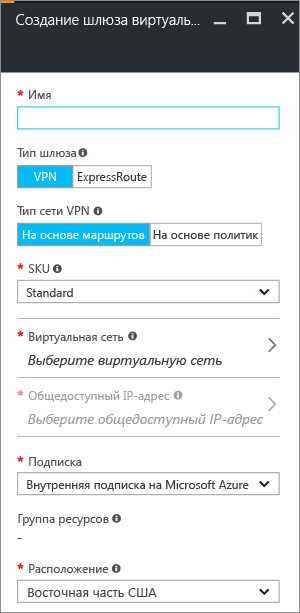 Создание шлюза виртуаль...
* Имя
Тип шлюза
VPN ExpressRoute
Тип сети VPN
На основе маршрутов На основе политик
* SKU
Standard
* Виртуальная сеть
Выберите виртуальную сеть
* Общедоступный IP-адрес
Выберите общедоступный IP-адрес
* Подписка
Внутренняя подписка на Microsoft Azure
Группа ресурсов
-
* Расположение
Восточная часть США